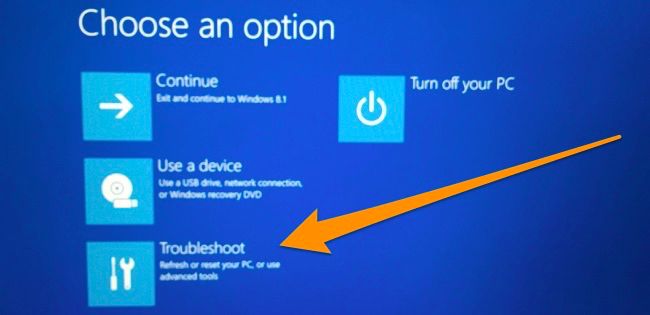 Choose an option
Continue
Exit and continue to Windows 8.1
Turn off your PC
Use a device
Use a USB drive, network connection,
or Windows recovery DVD
Troubleshoot
Refresh or reset your PC, or use
advanced tools